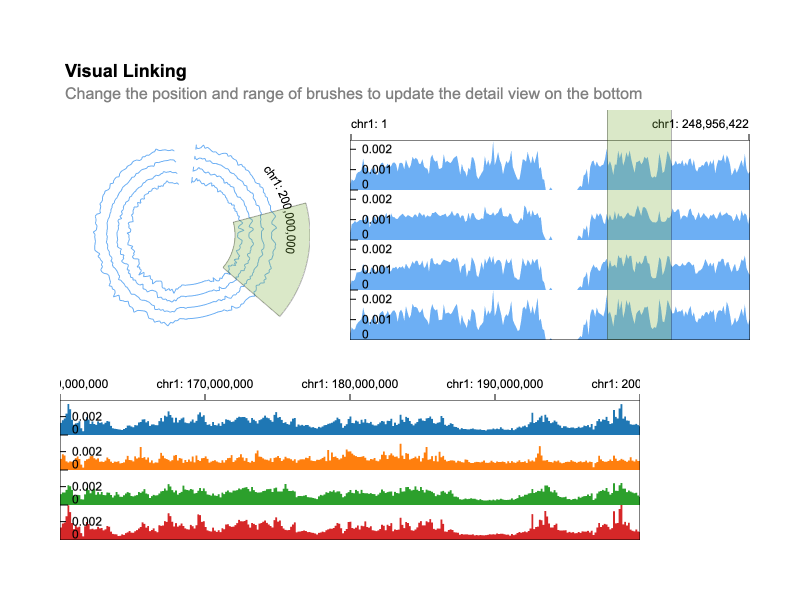 Visual Linking
Change the position and range of brushes to update the detail view on the bottom
chr1: 200,000,000
chr1: 1
chr1: 248,956,422
0.002
0.001
0
0.002
0.001
0
0.002
0.001
0
0.002
0.001
0
0,000,000
chr1: 170,000,000
chr1: 180,000,000
chr1: 190,000,000
chr1: 200
0.002
0
0.002
0
0.002
0
0.002
0